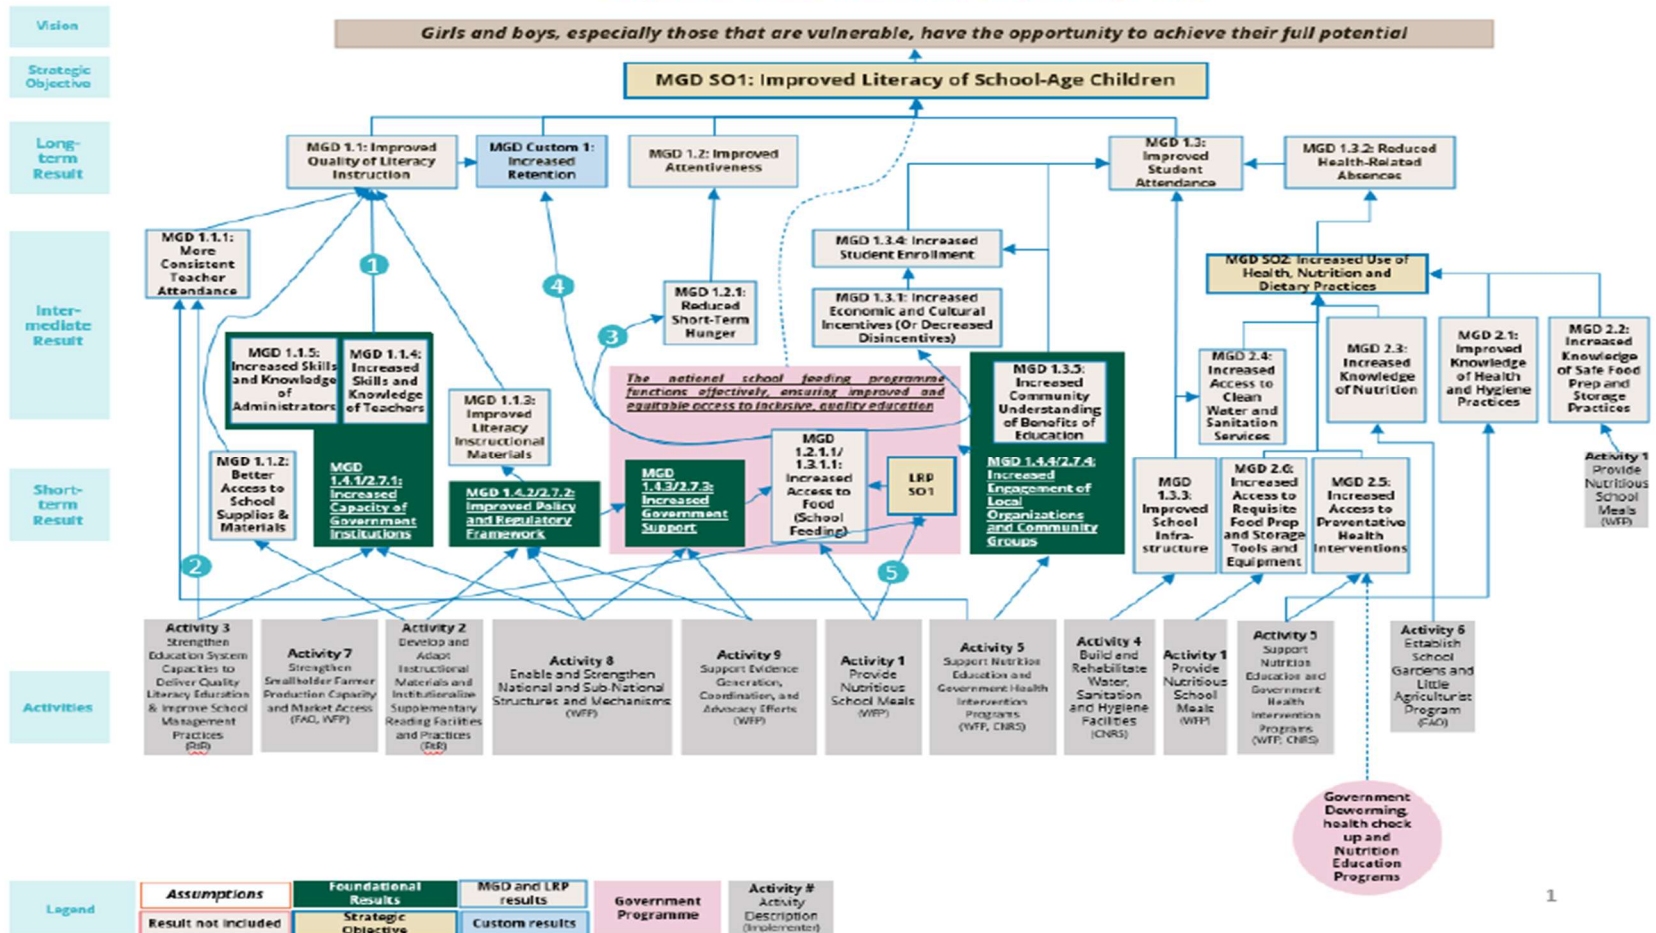 Vision
Girls and boys, especially those that are vulnerable, have the opportunity to achieve their full potential
Strategic
Objective
MGD SO1: Improved Literacy of School-Age Children
Long-
term
Result
MGD 1.1: Improved
Quality of Literacy
Instruction
MGD Custom 1:
Increased
Retention
MGD 1.2: Improved
Attentiveness
MGD 1.3:
Improved
Student
Attendance
MGD 1.3.2: Reduced
Health-Related
Absences
Inter-
mediate
Result
MGD 1.1.1:
More
Consistent
Teacher
Attendance
1
4
3
MGD 1.2.1:
Reduced
Short-Term
Hunger
MGD 1.3.4: Increased
Student Enrollment
MGD 1.3.1: Increased
Economic and Cultural
Incentives (Or Decreased
Disincentives)
MGD SO2: Increased Use of
Health, Nutrition and
Dietary Practices
MGD 1.1.5:
Increased Skills
and Knowledge
of
Administrators
MGD 1.1.4:
Increased
Skills and
Knowledge
of Teachers
MGD 1.1.3:
Improved
Literacy
Instructional
Materials
The national school feeding programme
functions effectively, ensuring improved and
equitable access to inclusive, quality education
MGD 1.3.5:
Increased
Community
Understanding
of Benefits of
Education
MGD 2.4:
Increased
Access to
Clean
Water and
Sanitation
Services
MGD 2.3:
Increased
Knowledge
of Nutrition
MGD 2.1:
Improved
Knowledge
of Health
and Hygiene
Practices
MGD 2.2:
Increased
Knowledge
of Safe Food
Prep and
Storage
Practices
Short-
term
Result
MGD 1.1.2:
Better
Access to
School
Supplies &
Materials
MGD
1.4.1/2.7.1:
Increased
Capacity of
Government
Institutions
MGD 1.4.2/2.7.2:
Improved Policy
and Regulatory
Framework
MGD
1.4.3/2.7.3:
Increased
Government
Support
MGD
1.2.1.1/
1.3.1.1:
Increased
Access to
Food
(School
Feeding)
LRP
SO1
MGD 1.4.4/2.7.4:
Increased
Engagement of
Local
Organizations
and Community
Groups
MGD
1.3.3:
Improved
School
Infra-
structure
MGD 2.6:
Increased
Access to
Requisite
Food Prep
and Storage
Tools and
Equipment
MGD 2.5:
Increased
Access to
Preventative
Health
Interventions
Activity 1
Provide
Nutritious
School
Meals
(WFP)
2
5
Activities
Activity 3
Strengthen
Education System
Capacities to
Deliver Quality
Literacy Education
& Improve School
Management
Practices
(RtR)
Activity 7
Strengthen
Smallholder Farmer
Production Capacity
and Market Access
(FAO, WFP)
Activity 2
Develop and
Adapt
Instructional
Materials and
Institutionalize
Supplementary
Reading Facilities
and Practices
(RtR)
Activity 8
Enable and Strengthen
National and Sub-National
Structures and Mechanisms
(WFP)
Activity 9
Support Evidence
Generation,
Coordination, and
Advocacy Efforts
(WFP)
Activity 1
Provide
Nutritious
School Meals
(WFP)
Activity 5
Support Nutrition
Education and
Government Health
Intervention
Programs
(WFP, CNRS)
Activity 4
Build and
Rehabilitate
Water,
Sanitation
and Hygiene
Facilities
(CNRS)
Activity 1
Provide
Nutritious
School
Meals
(WFP)
Activity 5
Support
Nutrition
Education and
Government
Health
Intervention
Programs
(WFP, CNRS)
Activity 6
Establish
School
Gardens and
Little
Agriculturist
Program
(FAO)
Government
Deworming,
health check
up and
Nutrition
Education
Programs
Legend
Assumptions
Result not included
Foundational
Results
Strategic
Objective
MGD and LRP
results
Custom results
Government
Programme
Activity #
Activity
Description
(Implementer)
1